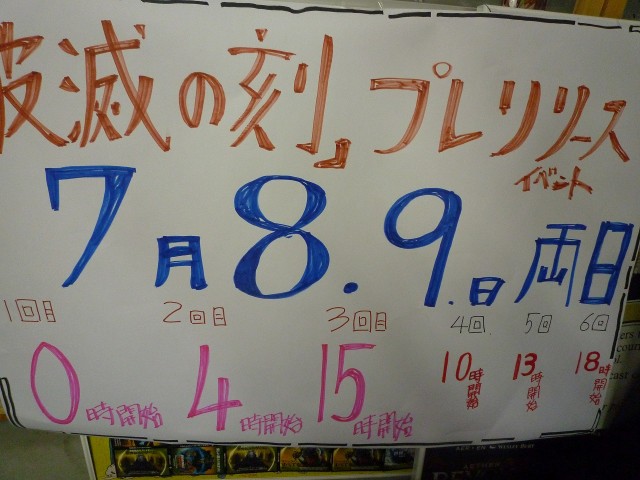 破滅の刻」プレリリース
イベント
7月8.9.日両日
1回目 2回目 3回目 4回 5回 6回
0時開始 4時開始 15時開始 10時開始 13時開始 18時開始